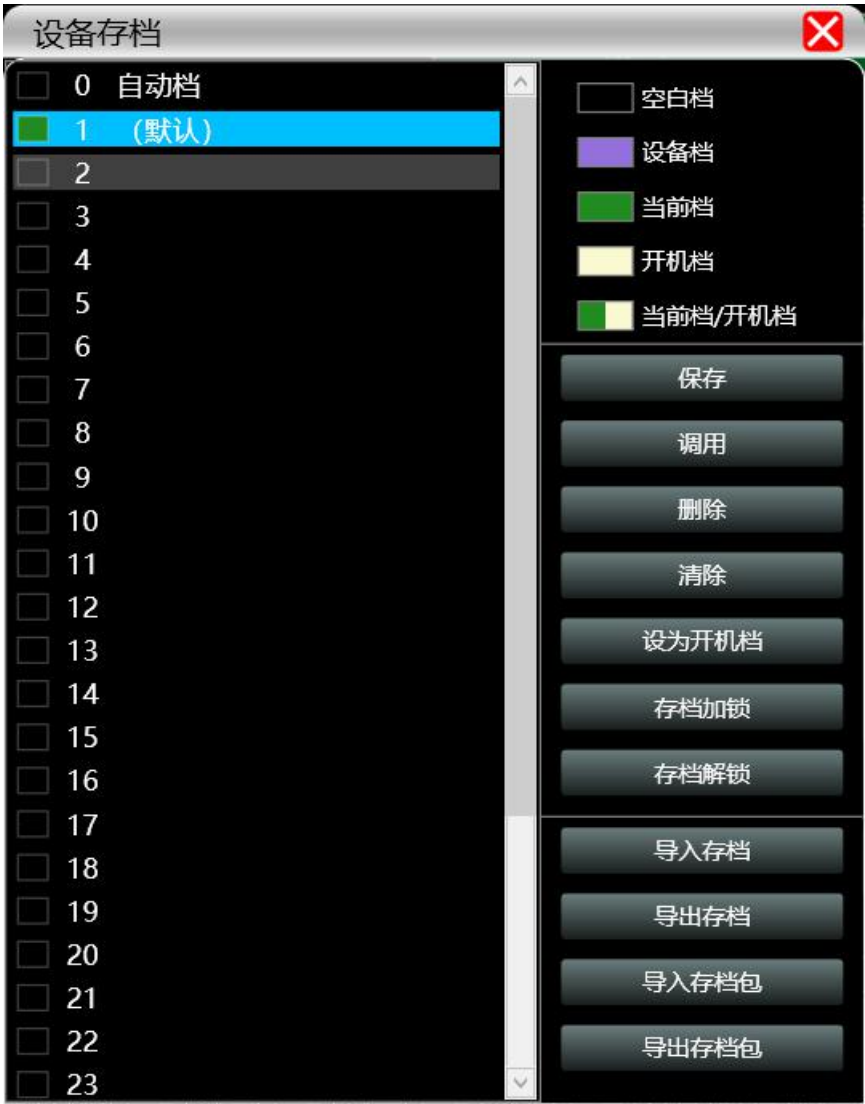 设备存档
0 自动档
1 (默认)
2
3
4
5
6
7
8
9
10
11
12
13
14
15
16
17
18
19
20
21
22
23
空白档
设备档
当前档
开机档
当前档/开机档
保存
调用
删除
清除
设为开机档
存档加锁
存档解锁
导入存档
导出存档
导入存档包
导出存档包